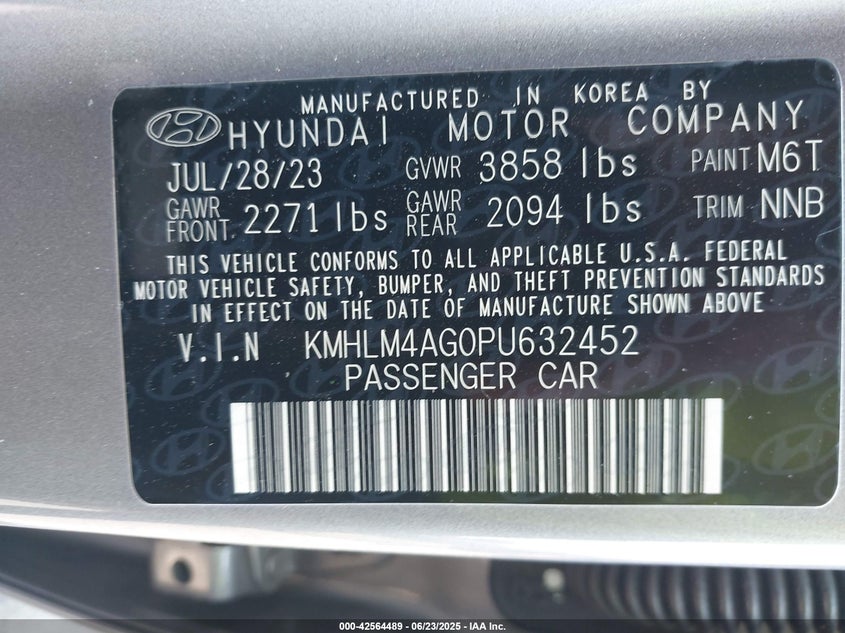 MANUFACTURED IN KOREA BY
HYUNDAI MOTOR COMPANY
JUL/28/23 GVWR 3858 lbs PAINT M6T
GAWR FRONT 2271 lbs GAWR REAR 2094 lbs TRIM NNB
THIS VEHICLE CONFORMS TO ALL APPLICABLE U.S.A. FEDERAL
MOTOR VEHICLE SAFETY, BUMPER, AND THEFT PREVENTION STANDARDS
IN EFFECT ON THE DATE OF MANUFACTURE SHOWN ABOVE
V.I.N KMHLM4AG0PU632452
PASSENGER CAR
000-42564489 - 06/23/2025 - IAA Inc.